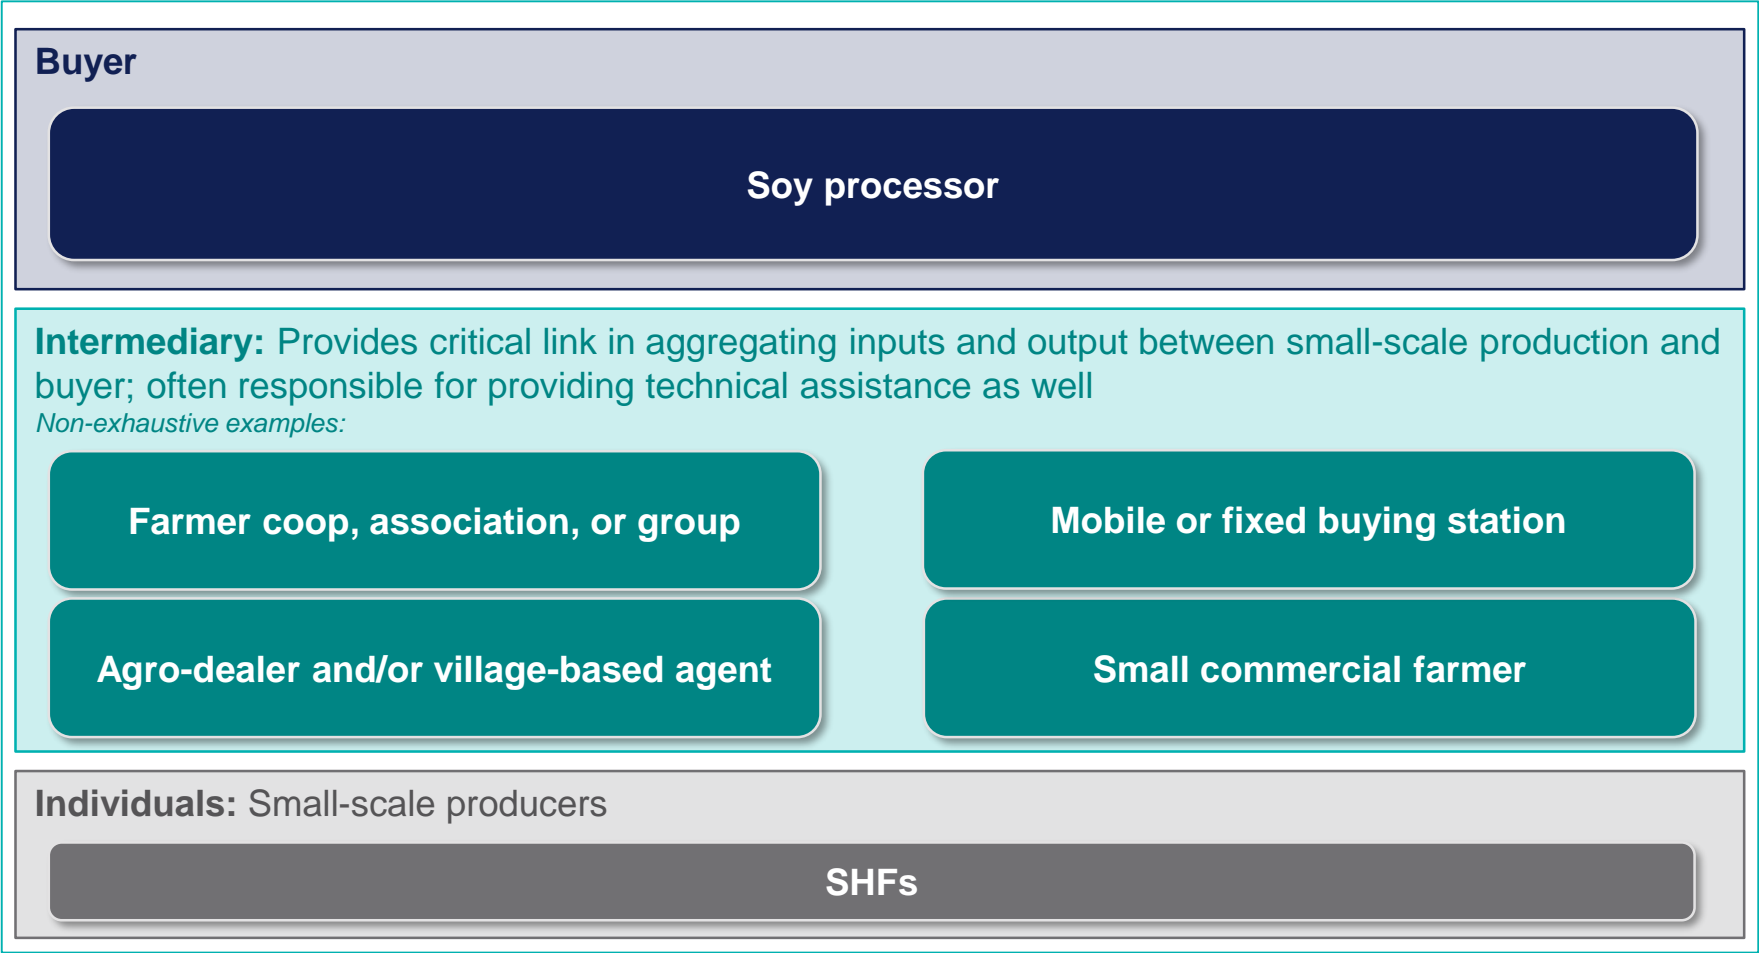 Buyer
Soy processor
Intermediary: Provides critical link in aggregating inputs and output between small-scale production and
buyer; often responsible for providing technical assistance as well
Non-exhaustive examples:
Farmer coop, association, or group
Mobile or fixed buying station
Agro-dealer and/or village-based agent
Small commercial farmer
Individuals: Small-scale producers
SHFs